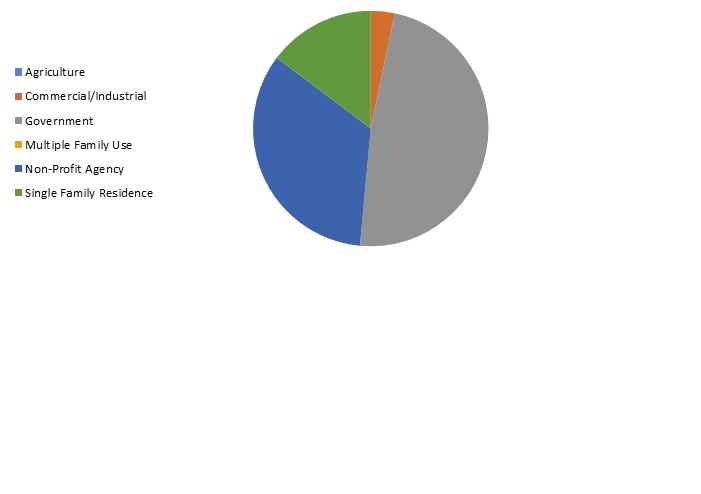 Agriculture
Commercial/Industrial
Government
Multiple Family Use
Non-Profit Agency
Single Family Residence